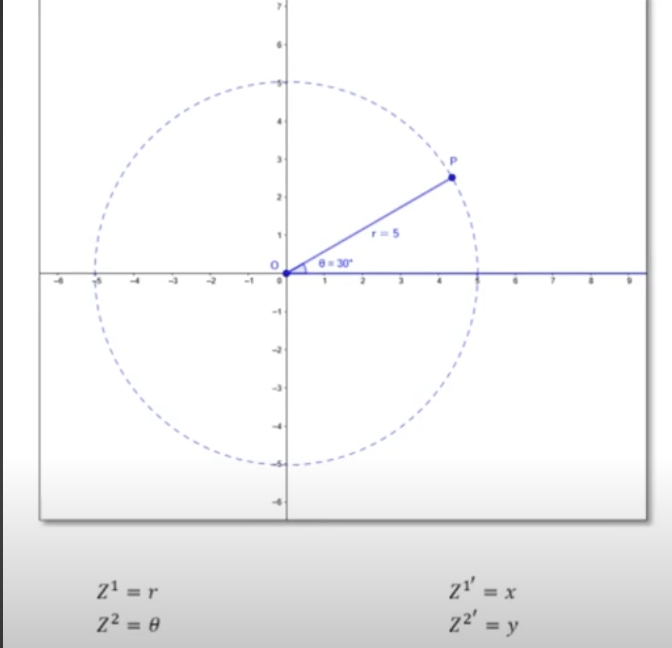 7
6
5
4
3
P
2
1
r = 5
O
θ = 30°
-6 -5 -4 -3 -2 -1 0 1 2 3 4 5 6 7 8 9
-1
-2
-3
-4
-5
-6
Z¹ = r
Z¹′ = x
Z² = θ
Z²′ = y